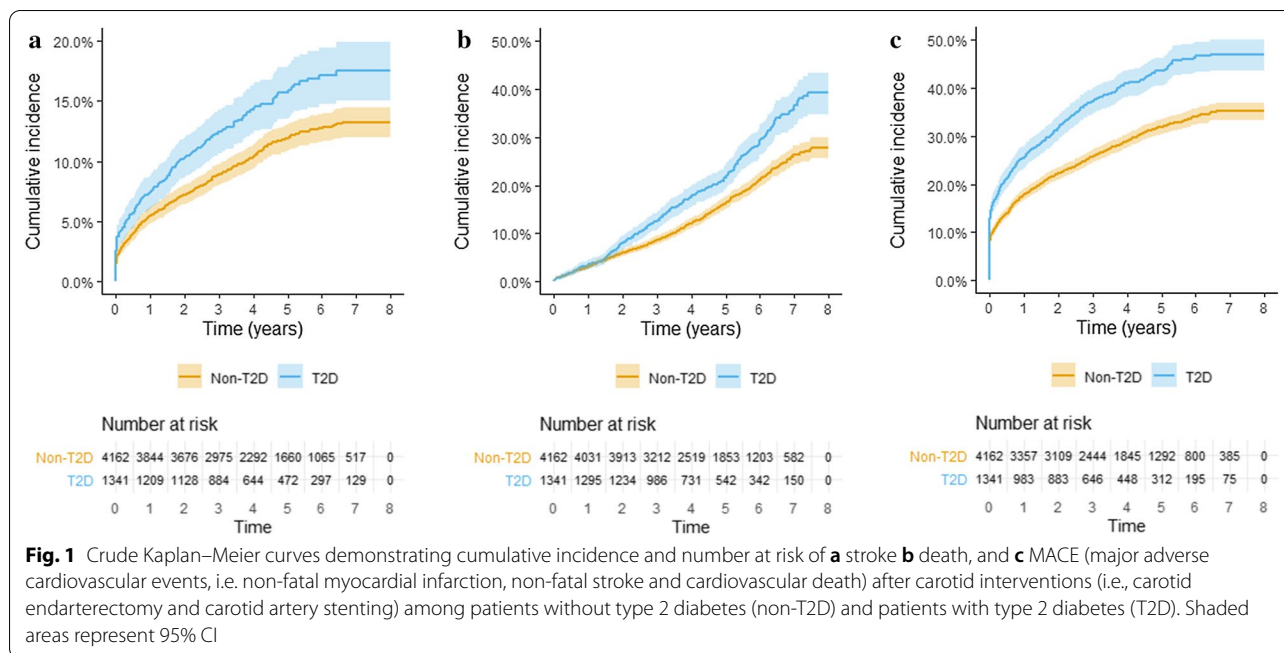 a
20.0%
15.0%
10.0%
5.0%
0.0%
Cumulative incidence
0 1 2 3 4 5 6 7 8
Time (years)
Non-T2D T2D
Number at risk
Non-T2D 4162 3844 3676 2975 2292 1660 1065 517 0
T2D 1341 1209 1128 884 644 472 297 129 0
0 1 2 3 4 5 6 7 8
Time
b
50.0%
40.0%
30.0%
20.0%
10.0%
0.0%
Cumulative incidence
0 1 2 3 4 5 6 7 8
Time (years)
Non-T2D T2D
Number at risk
Non-T2D 4162 4031 3913 3212 2519 1853 1203 582 0
T2D 1341 1295 1234 986 731 542 342 150 0
0 1 2 3 4 5 6 7 8
Time
c
50.0%
40.0%
30.0%
20.0%
10.0%
0.0%
Cumulative incidence
0 1 2 3 4 5 6 7 8
Time (years)
Non-T2D T2D
Number at risk
Non-T2D 4162 3357 3109 2444 1845 1292 800 385 0
T2D 1341 983 883 646 448 312 195 75 0
0 1 2 3 4 5 6 7 8
Time
Fig. 1 Crude Kaplan–Meier curves demonstrating cumulative incidence and number at risk of a stroke b death, and c MACE (major adverse
cardiovascular events, i.e. non-fatal myocardial infarction, non-fatal stroke and cardiovascular death) after carotid interventions (i.e., carotid
endarterectomy and carotid artery stenting) among patients without type 2 diabetes (non-T2D) and patients with type 2 diabetes (T2D). Shaded
areas represent 95% CI